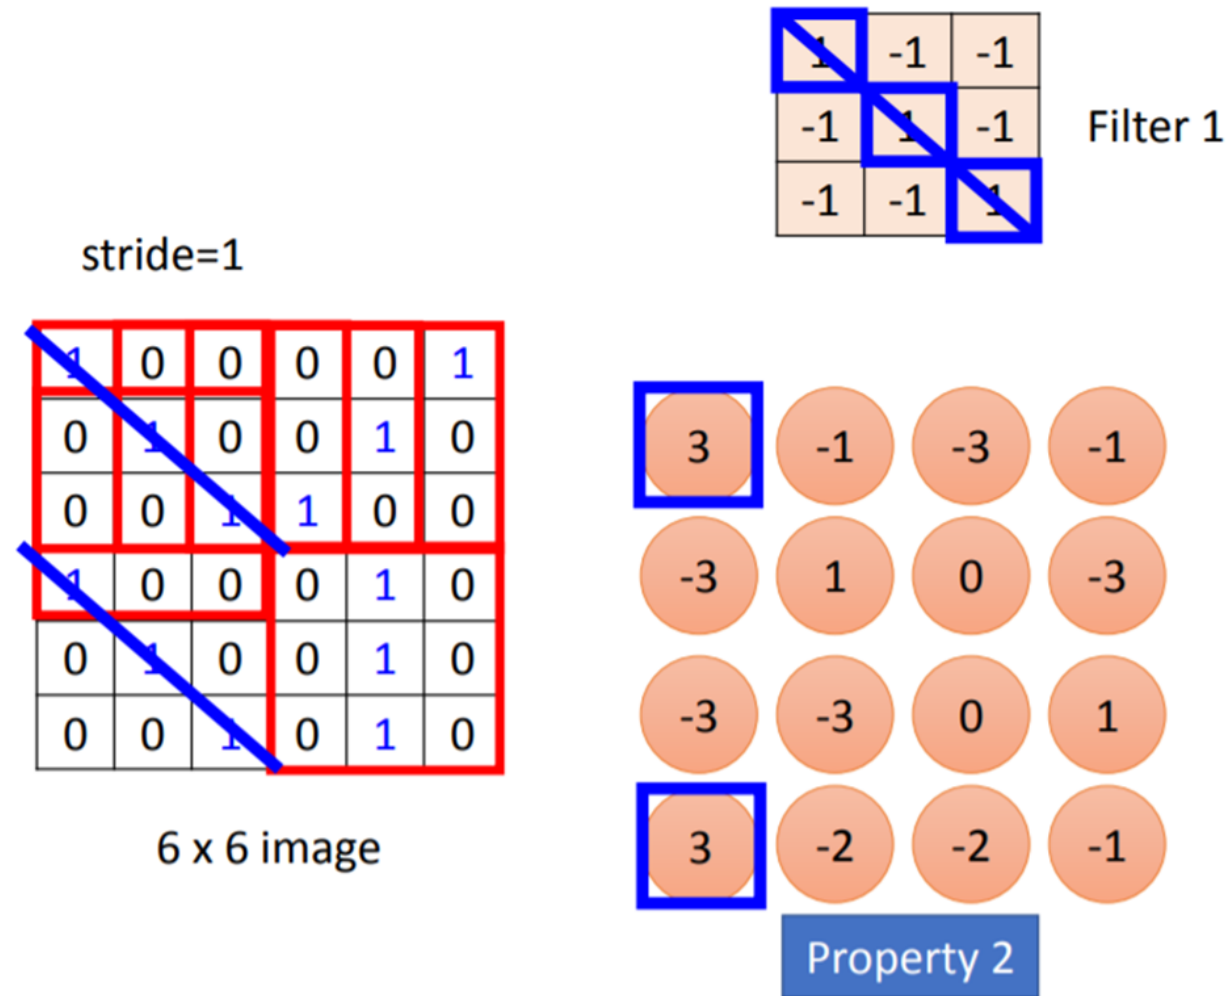 1 -1 -1
-1 1 -1
-1 -1 1
Filter 1
stride=1
1 0 0 0 0 1
0 1 0 0 1 0
0 0 1 1 0 0
1 0 0 0 1 0
0 1 0 0 1 0
0 0 1 0 1 0
6 x 6 image
3 -1 -3 -1
-3 1 0 -3
-3 -3 0 1
3 -2 -2 -1
Property 2